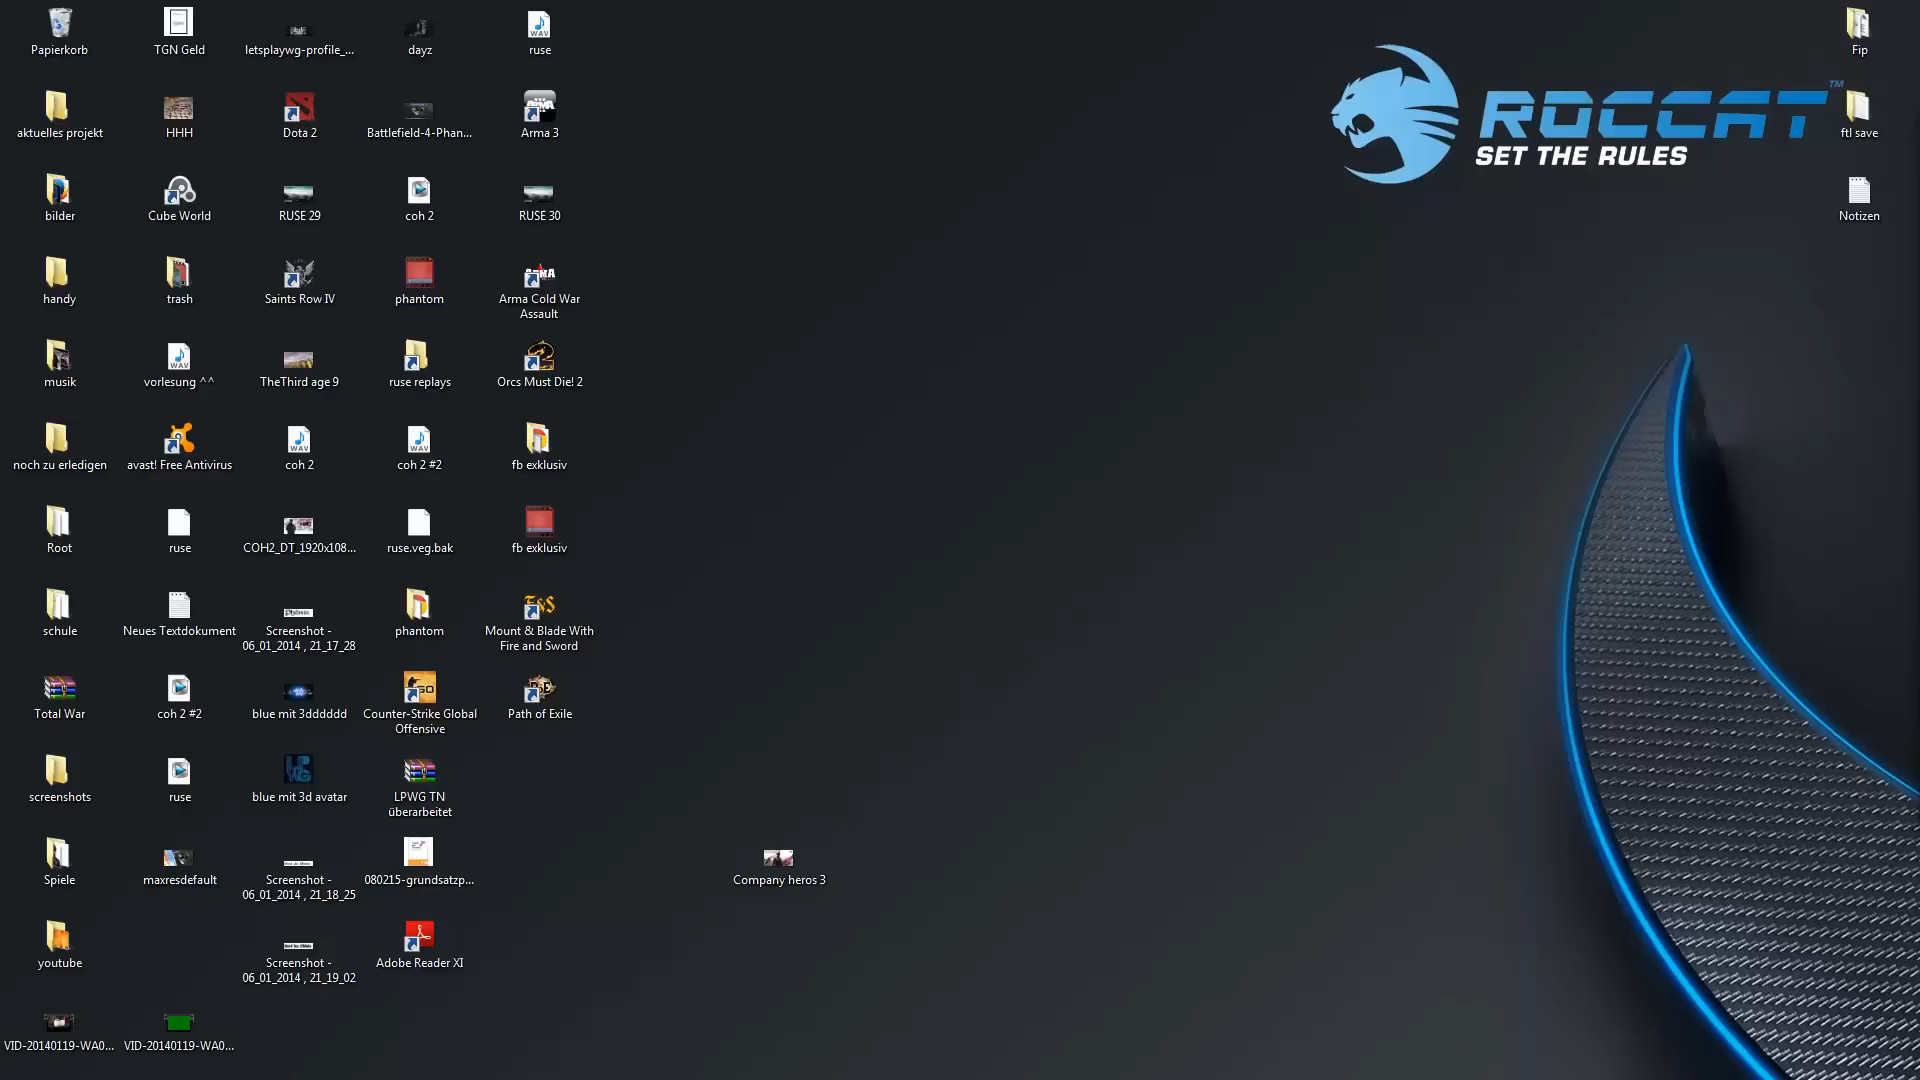 Papierkorb
TGN Geld
letsplaywg-profile_...
dayz
ruse
Fip
aktuelles projekt
HHH
Dota 2
Battlefield-4-Phan...
Arma 3
ftl save
ROCCAT™
SET THE RULES
bilder
Cube World
RUSE 29
coh 2
RUSE 30
Notizen
handy
trash
Saints Row IV
phantom
Arma Cold War
Assault
musik
vorlesung ^^
TheThird age 9
ruse replays
Orcs Must Die! 2
noch zu erledigen
avast! Free Antivirus
coh 2
coh 2 #2
fb exklusiv
Root
ruse
COH2_DT_1920x108...
ruse.veg.bak
fb exklusiv
schule
Neues Textdokument
Screenshot -
06_01_2014 , 21_17_28
phantom
Mount & Blade With
Fire and Sword
Total War
coh 2 #2
blue mit 3dddddd
Counter-Strike Global
Offensive
Path of Exile
screenshots
ruse
blue mit 3d avatar
LPWG TN
überarbeitet
Spiele
maxresdefault
Screenshot -
06_01_2014 , 21_18_25
080215-grundsatzp...
Company heros 3
youtube
Screenshot -
06_01_2014 , 21_19_02
Adobe Reader XI
VID-20140119-WA0...
VID-20140119-WA0...